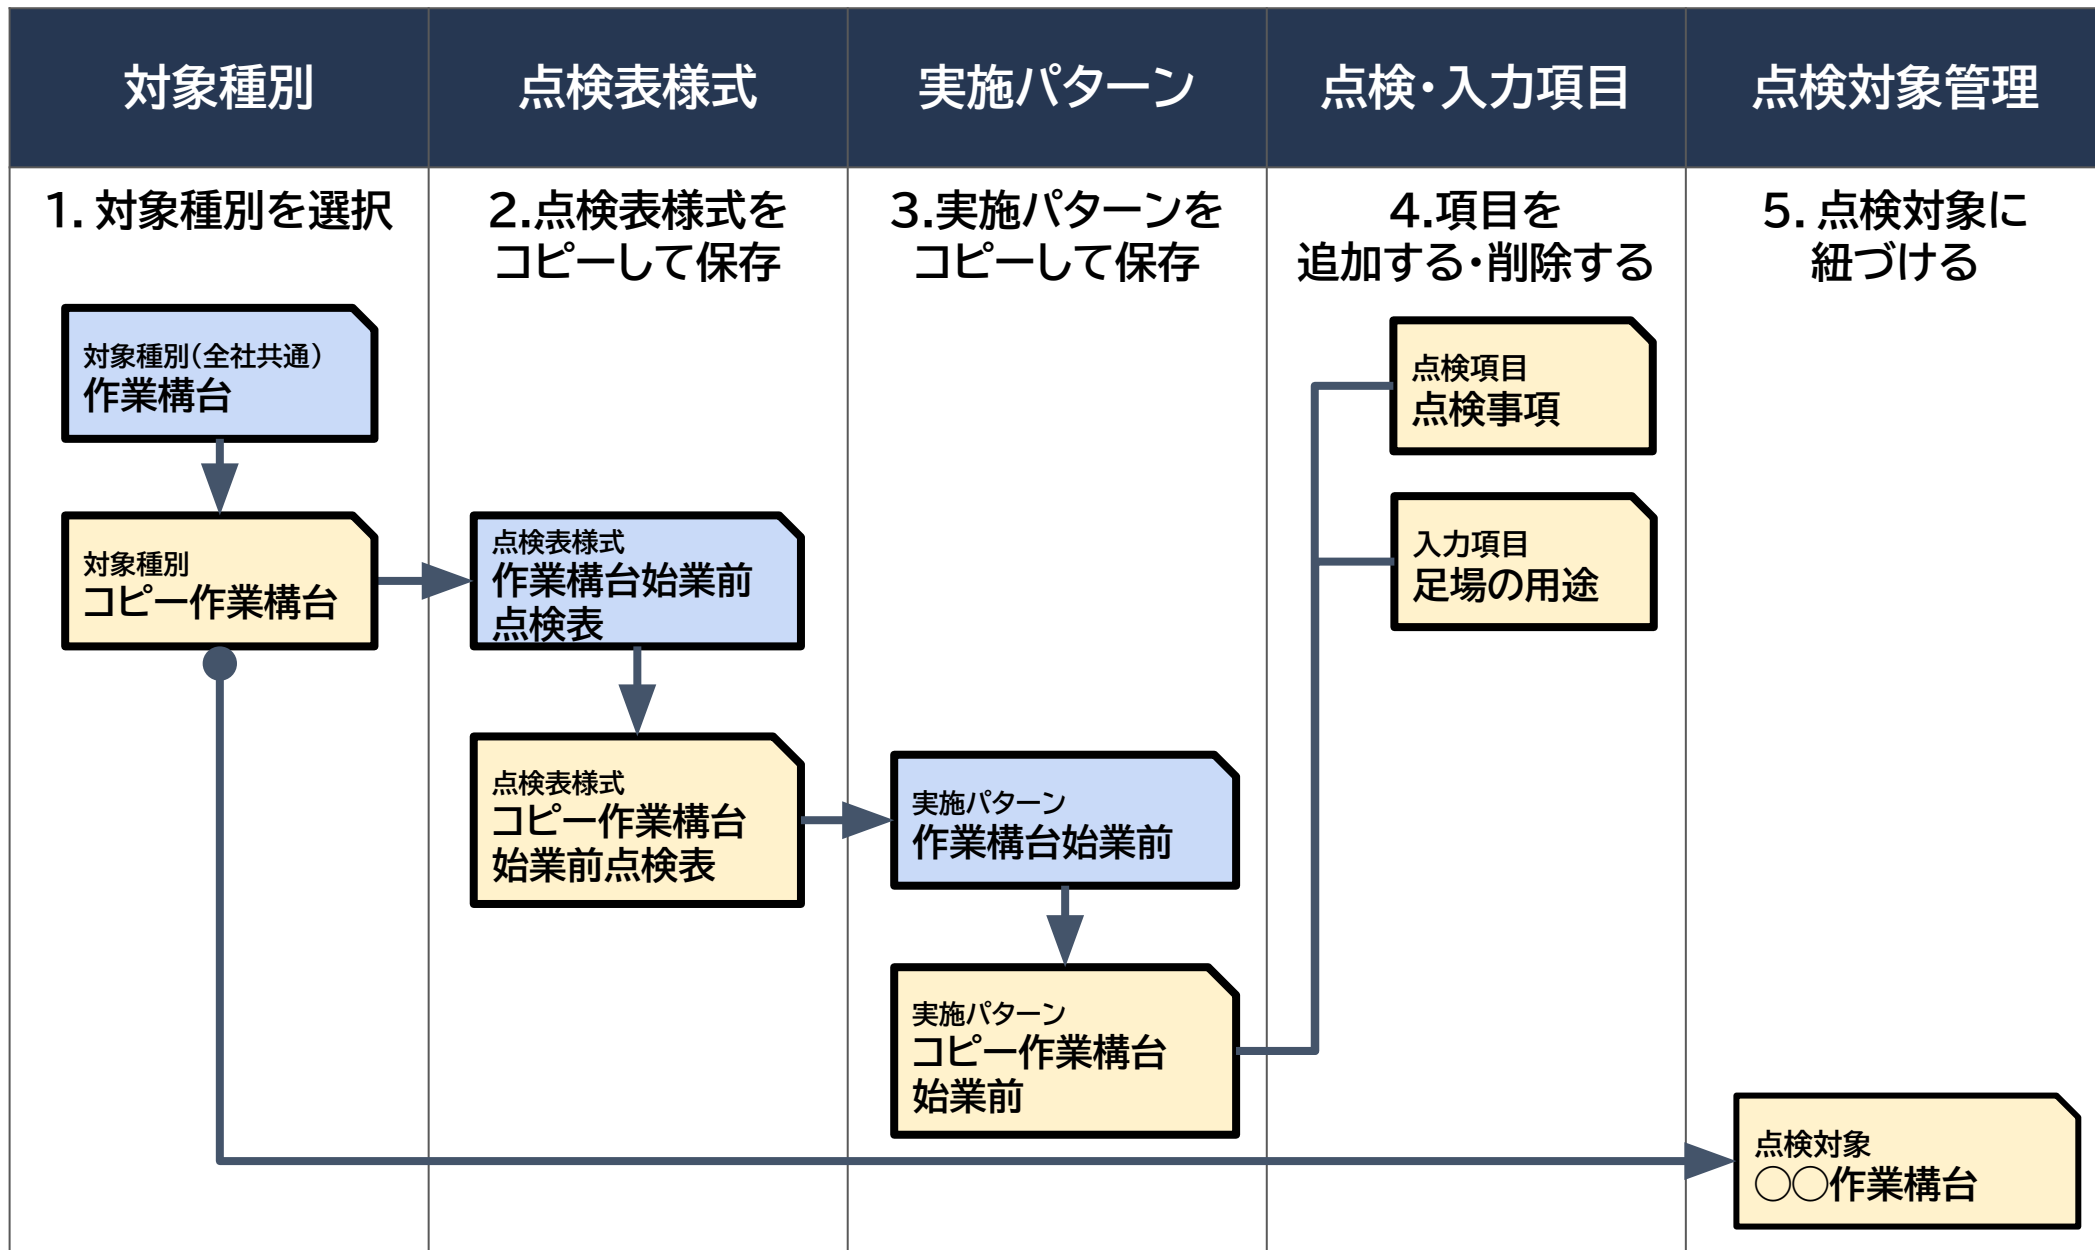 対象種別
点検表様式
実施パターン
点検・入力項目
点検対象管理
1. 対象種別を選択
2.点検表様式を
コピーして保存
3.実施パターンを
コピーして保存
4.項目を
追加する・削除する
5. 点検対象に
紐づける
対象種別(全社共通)
作業構台
対象種別
コピー作業構台
点検表様式
作業構台始業前
点検表
点検表様式
コピー作業構台
始業前点検表
実施パターン
作業構台始業前
実施パターン
コピー作業構台
始業前
点検項目
点検事項
入力項目
足場の用途
点検対象
○○作業構台